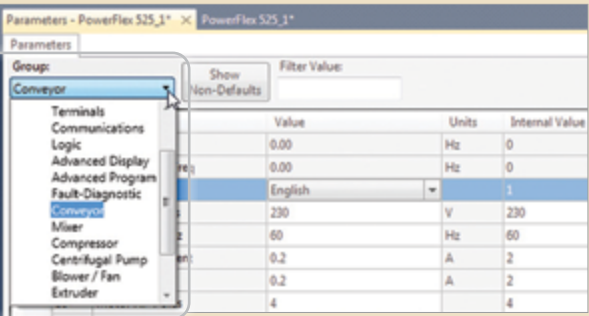 Parameters - PowerFlex 525_1* × PowerFlex 525_1*
Parameters
Group: Show Non-Defaults Filter Value:
Conveyor
Value Units Internal Value
Terminals 0.00 Hz 0
Communications
Logic
Advanced Display 0.00 Hz 0
Advanced Program
Fault-Diagnostic English 1
Conveyor 230 V 230
Mixer 60 Hz 60
Compressor
Centrifugal Pump 0.2 A 2
Blower / Fan 0.2 A 2
Extruder 4 4